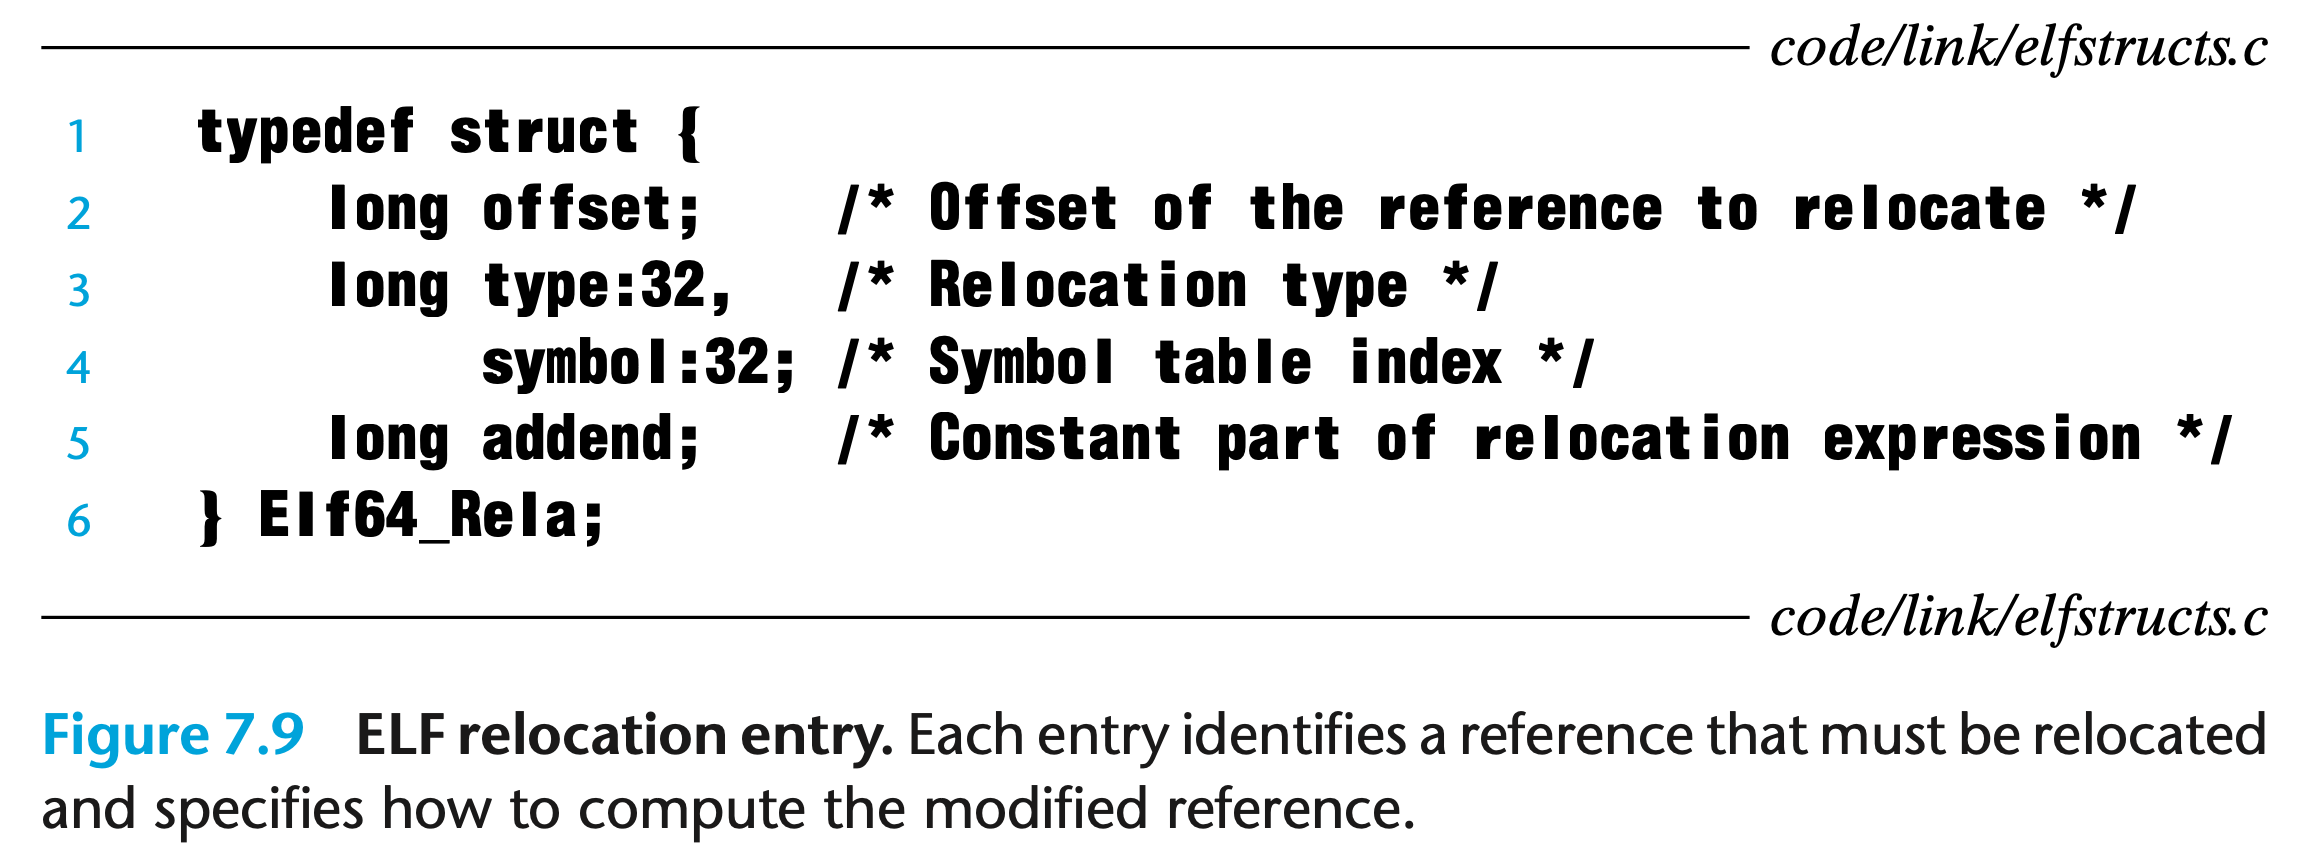 code/link/elfstructs.c
1 typedef struct {
2 long offset; /* Offset of the reference to relocate */
3 long type:32, /* Relocation type */
4 symbol:32; /* Symbol table index */
5 long addend; /* Constant part of relocation expression */
6 } Elf64_Rela;
code/link/elfstructs.c
Figure 7.9 ELF relocation entry. Each entry identifies a reference that must be relocated
and specifies how to compute the modified reference.